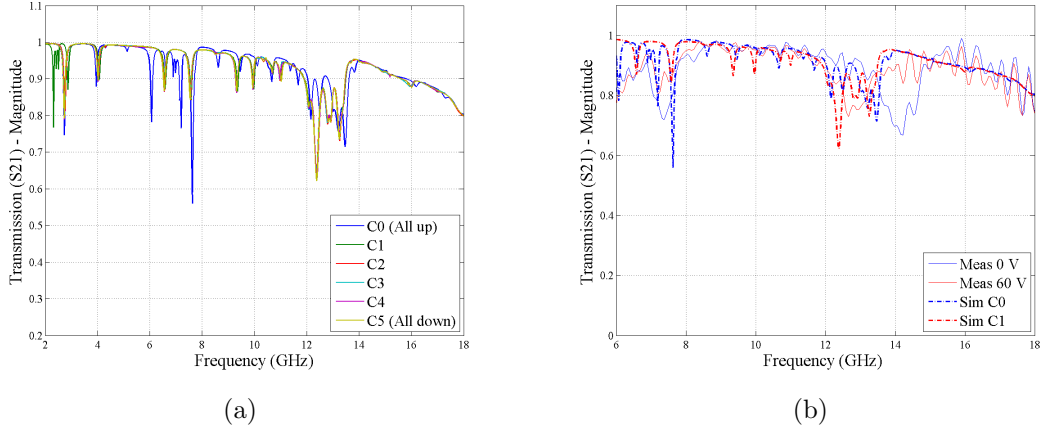 1.1
1
0.9
0.8
0.7
0.6
0.5
0.4
0.3
0.2
Transmission (S21) - Magnitude
2
4
6
8
10
12
14
16
18
Frequency (GHz)
C0 (All up)
C1
C2
C3
C4
C5 (All down)
(a)
1
0.8
0.6
0.4
0.2
0
Transmission (S21) - Magnitude
6
8
10
12
14
16
18
Frequency (GHz)
Meas 0 V
Meas 60 V
Sim C0
Sim C1
(b)